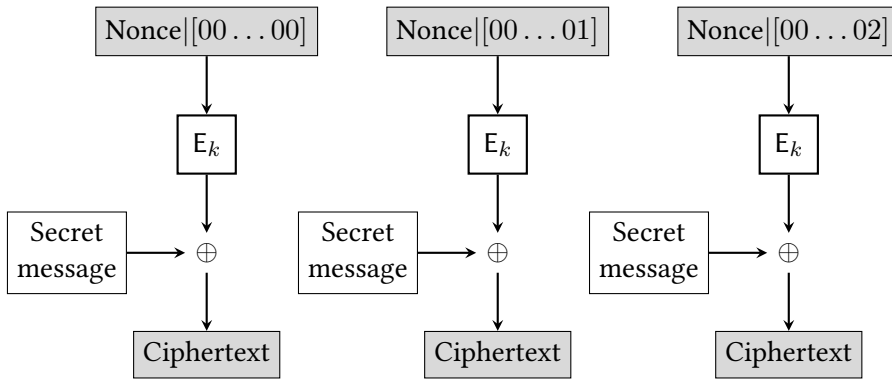 Nonce|[00 . . . 00]
Nonce|[00 . . . 01]
Nonce|[00 . . . 02]
E_k
E_k
E_k
Secret
message
⊕
Secret
message
⊕
Secret
message
⊕
Ciphertext
Ciphertext
Ciphertext